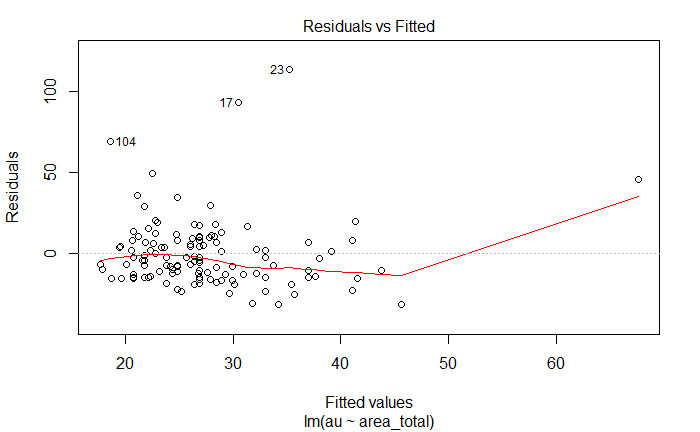 Residuals vs Fitted
Residuals
100
50
0
23
17
104
20
30
40
50
60
Fitted values
lm(au ~ area_total)